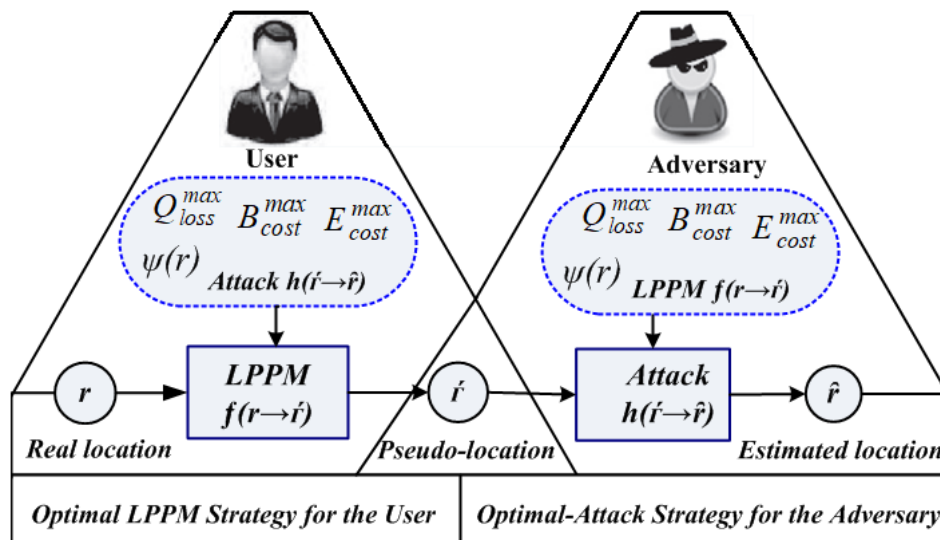 User
Adversary
Q_loss^max B_cost^max E_cost^max
ψ(r) Attack h(ŕ→r̂)
Q_loss^max B_cost^max E_cost^max
ψ(r) LPPM f(r→ŕ)
r
LPPM
f(r→ŕ)
ŕ
Attack
h(ŕ→r̂)
r̂
Real location
Pseudo-location
Estimated location
Optimal LPPM Strategy for the User
Optimal-Attack Strategy for the Adversary